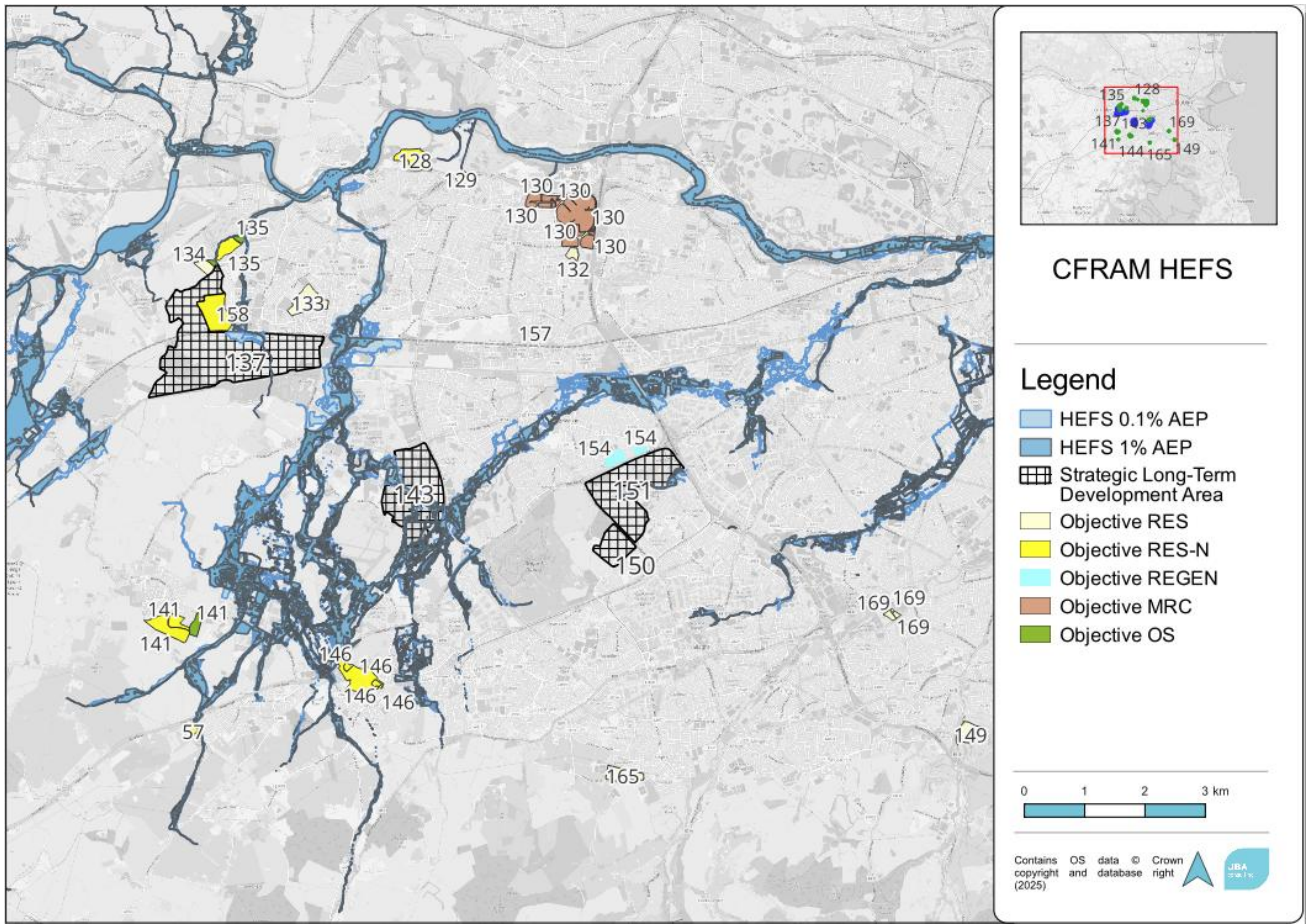 128
129
130 130
130 130
130 130
132
135
134
135
133
158
137
157
154
154
143
151
150
141 141
141
146 146
146 146
57
165
169
169
169
149
135 128
137 143 169
141 144 165 149
CFRAM HEFS
Legend
HEFS 0.1% AEP
HEFS 1% AEP
Strategic Long-Term
Development Area
Objective RES
Objective RES-N
Objective REGEN
Objective MRC
Objective OS
0 1 2 3 km
Contains OS data © Crown
copyright and database right
(2025)
JBA